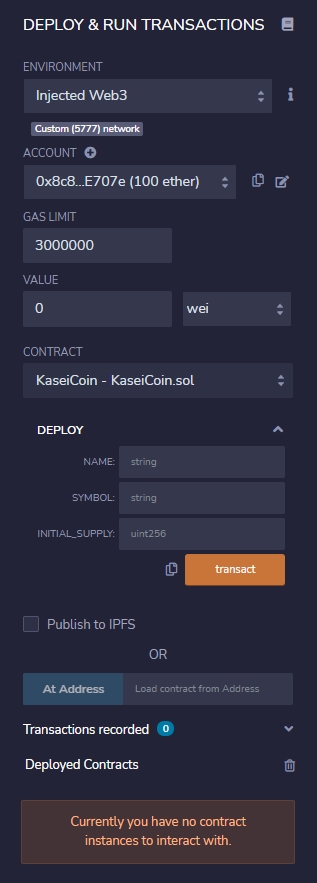 DEPLOY & RUN TRANSACTIONS
ENVIRONMENT
Injected Web3
Custom (5777) network
ACCOUNT
0x8c8...E707e (100 ether)
GAS LIMIT
3000000
VALUE
0 wei
CONTRACT
KaseiCoin - KaseiCoin.sol
DEPLOY
NAME: string
SYMBOL: string
INITIAL_SUPPLY: uint256
transact
Publish to IPFS
OR
At Address Load contract from Address
Transactions recorded 0
Deployed Contracts
Currently you have no contract
instances to interact with.